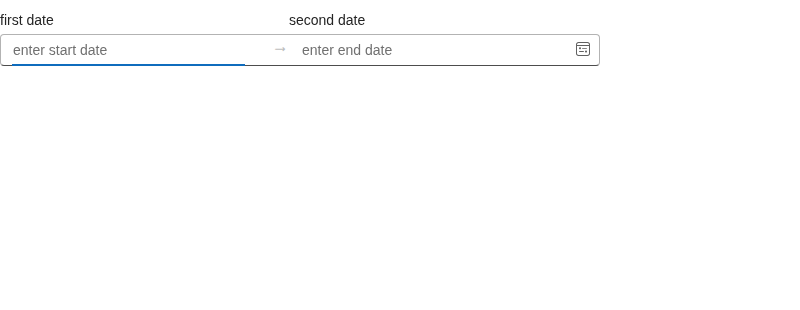 first date second date
enter start date → enter end date